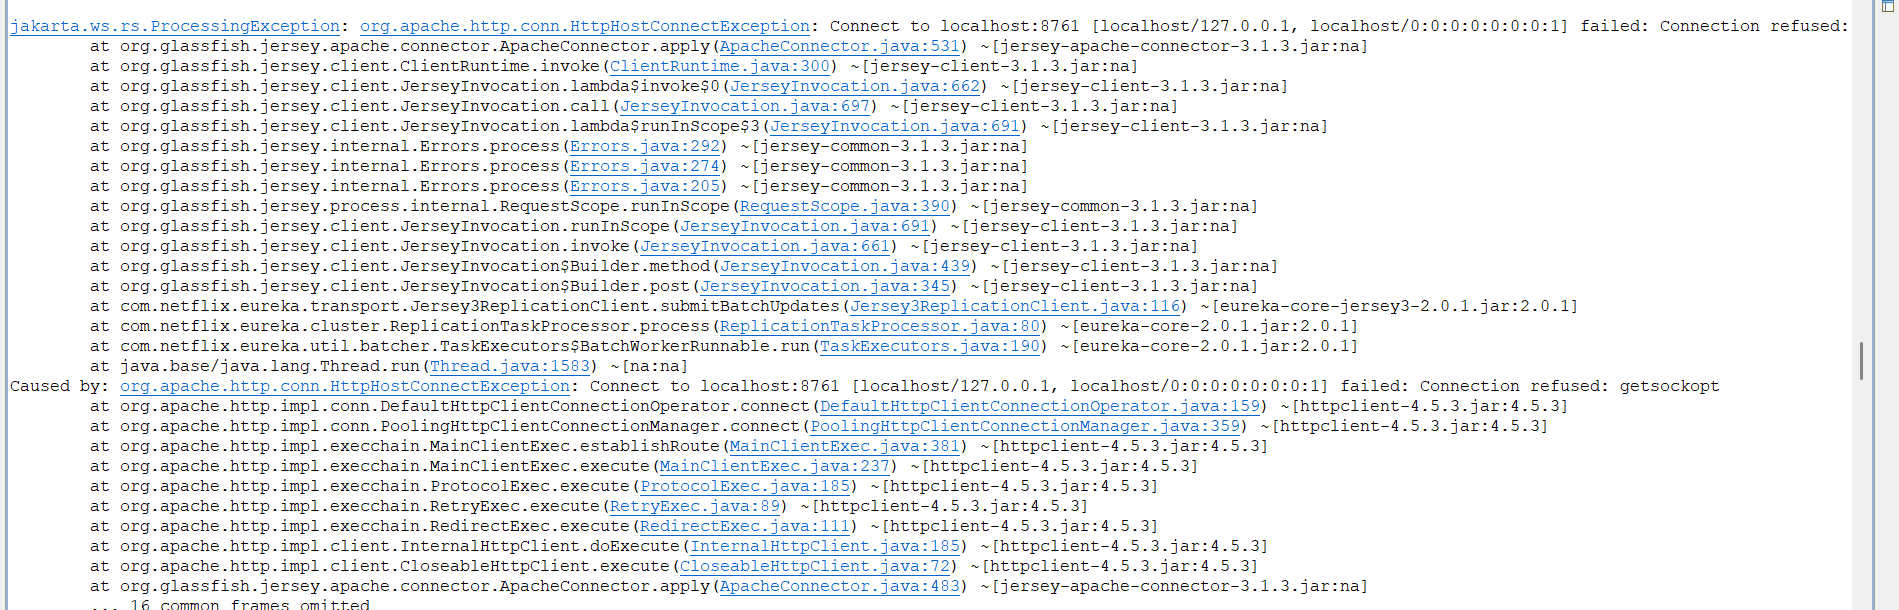 jakarta.ws.rs.ProcessingException: org.apache.http.conn.HttpHostConnectException: Connect to localhost:8761 [localhost/127.0.0.1, localhost/0:0:0:0:0:0:0:1] failed: Connection refused:
at org.glassfish.jersey.apache.connector.ApacheConnector.apply(ApacheConnector.java:531) ~[jersey-apache-connector-3.1.3.jar:na]
at org.glassfish.jersey.client.ClientRuntime.invoke(ClientRuntime.java:300) ~[jersey-client-3.1.3.jar:na]
at org.glassfish.jersey.client.JerseyInvocation.lambda$invoke$0(JerseyInvocation.java:662) ~[jersey-client-3.1.3.jar:na]
at org.glassfish.jersey.client.JerseyInvocation.call(JerseyInvocation.java:697) ~[jersey-client-3.1.3.jar:na]
at org.glassfish.jersey.client.JerseyInvocation.lambda$runInScope$3(JerseyInvocation.java:691) ~[jersey-client-3.1.3.jar:na]
at org.glassfish.jersey.internal.Errors.process(Errors.java:292) ~[jersey-common-3.1.3.jar:na]
at org.glassfish.jersey.internal.Errors.process(Errors.java:274) ~[jersey-common-3.1.3.jar:na]
at org.glassfish.jersey.internal.Errors.process(Errors.java:205) ~[jersey-common-3.1.3.jar:na]
at org.glassfish.jersey.process.internal.RequestScope.runInScope(RequestScope.java:390) ~[jersey-common-3.1.3.jar:na]
at org.glassfish.jersey.client.JerseyInvocation.runInScope(JerseyInvocation.java:691) ~[jersey-client-3.1.3.jar:na]
at org.glassfish.jersey.client.JerseyInvocation.invoke(JerseyInvocation.java:661) ~[jersey-client-3.1.3.jar:na]
at org.glassfish.jersey.client.JerseyInvocation$Builder.method(JerseyInvocation.java:439) ~[jersey-client-3.1.3.jar:na]
at org.glassfish.jersey.client.JerseyInvocation$Builder.post(JerseyInvocation.java:345) ~[jersey-client-3.1.3.jar:na]
at com.netflix.eureka.transport.Jersey3ReplicationClient.submitBatchUpdates(Jersey3ReplicationClient.java:116) ~[eureka-core-jersey3-2.0.1.jar:2.0.1]
at com.netflix.eureka.cluster.ReplicationTaskProcessor.process(ReplicationTaskProcessor.java:80) ~[eureka-core-2.0.1.jar:2.0.1]
at com.netflix.eureka.util.batcher.TaskExecutors$BatchWorkerRunnable.run(TaskExecutors.java:190) ~[eureka-core-2.0.1.jar:2.0.1]
at java.base/java.lang.Thread.run(Thread.java:1583) ~[na:na]
Caused by: org.apache.http.conn.HttpHostConnectException: Connect to localhost:8761 [localhost/127.0.0.1, localhost/0:0:0:0:0:0:0:1] failed: Connection refused: getsockopt
at org.apache.http.impl.conn.DefaultHttpClientConnectionOperator.connect(DefaultHttpClientConnectionOperator.java:159) ~[httpclient-4.5.3.jar:4.5.3]
at org.apache.http.impl.conn.PoolingHttpClientConnectionManager.connect(PoolingHttpClientConnectionManager.java:359) ~[httpclient-4.5.3.jar:4.5.3]
at org.apache.http.impl.execchain.MainClientExec.establishRoute(MainClientExec.java:381) ~[httpclient-4.5.3.jar:4.5.3]
at org.apache.http.impl.execchain.MainClientExec.execute(MainClientExec.java:237) ~[httpclient-4.5.3.jar:4.5.3]
at org.apache.http.impl.execchain.ProtocolExec.execute(ProtocolExec.java:185) ~[httpclient-4.5.3.jar:4.5.3]
at org.apache.http.impl.execchain.RetryExec.execute(RetryExec.java:89) ~[httpclient-4.5.3.jar:4.5.3]
at org.apache.http.impl.execchain.RedirectExec.execute(RedirectExec.java:111) ~[httpclient-4.5.3.jar:4.5.3]
at org.apache.http.impl.client.InternalHttpClient.doExecute(InternalHttpClient.java:185) ~[httpclient-4.5.3.jar:4.5.3]
at org.apache.http.impl.client.CloseableHttpClient.execute(CloseableHttpClient.java:72) ~[httpclient-4.5.3.jar:4.5.3]
at org.glassfish.jersey.apache.connector.ApacheConnector.apply(ApacheConnector.java:483) ~[jersey-apache-connector-3.1.3.jar:na]
... 16 common frames omitted